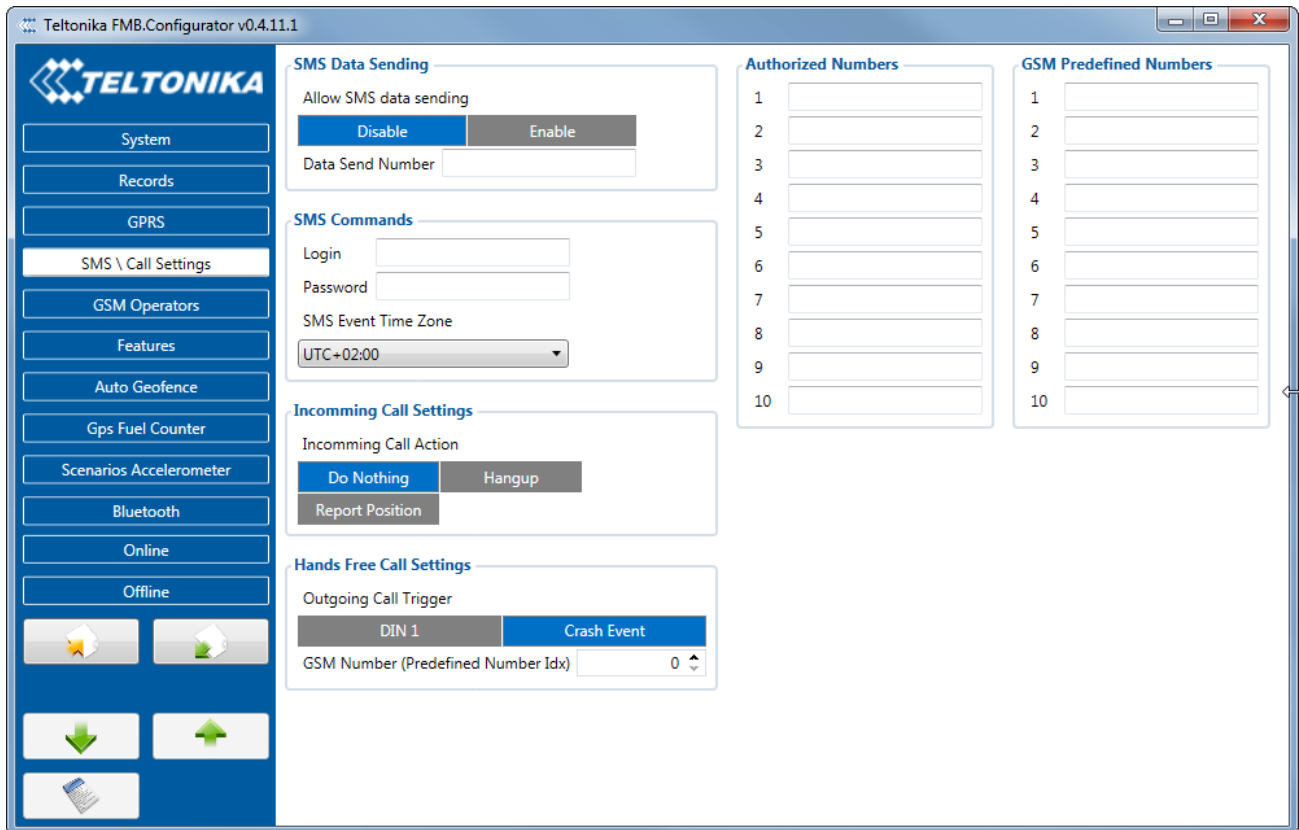 Teltonika FMB.Configurator v0.4.11.1
TELTONIKA
System
Records
GPRS
SMS \ Call Settings
GSM Operators
Features
Auto Geofence
Gps Fuel Counter
Scenarios Accelerometer
Bluetooth
Online
Offline
SMS Data Sending
Allow SMS data sending
Disable Enable
Data Send Number
SMS Commands
Login
Password
SMS Event Time Zone
UTC+02:00
Incomming Call Settings
Incomming Call Action
Do Nothing Hangup
Report Position
Hands Free Call Settings
Outgoing Call Trigger
DIN 1 Crash Event
GSM Number (Predefined Number Idx) 0
Authorized Numbers
1
2
3
4
5
6
7
8
9
10
GSM Predefined Numbers
1
2
3
4
5
6
7
8
9
10